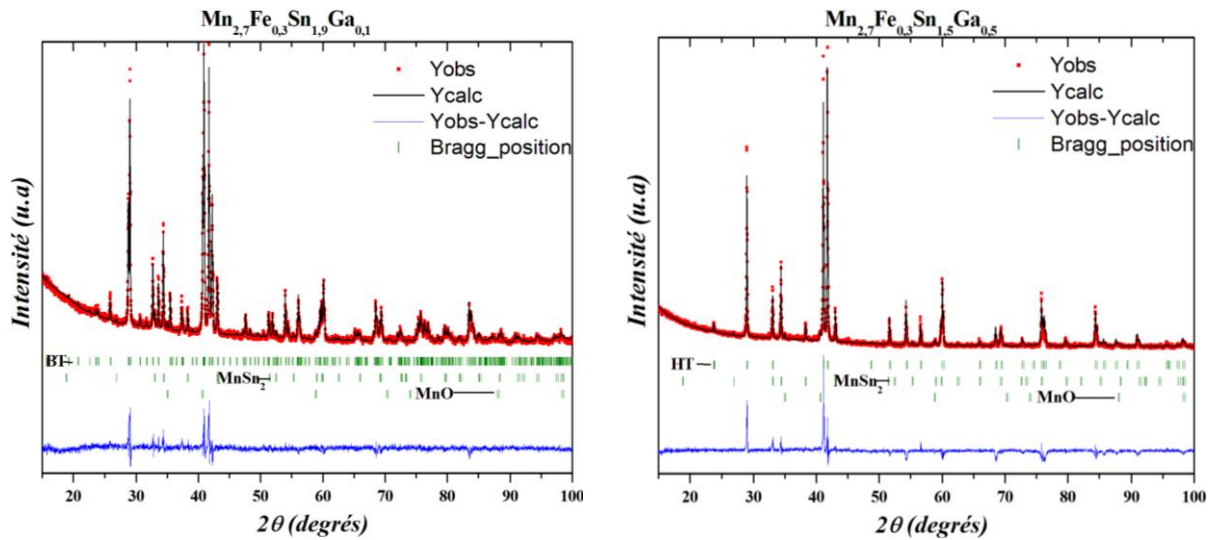 Mn2,7Fe0,3Sn1,9Ga0,1
Yobs
Ycalc
Yobs-Ycalc
Bragg_position
Intensité (u.a)
BT
MnSn2
MnO
20 30 40 50 60 70 80 90 100
2θ (degrés)
Mn2,7Fe0,3Sn1,5Ga0,5
Yobs
Ycalc
Yobs-Ycalc
Bragg_position
Intensité (u.a)
HT
MnSn2
MnO
20 30 40 50 60 70 80 90 100
2θ (degrés)